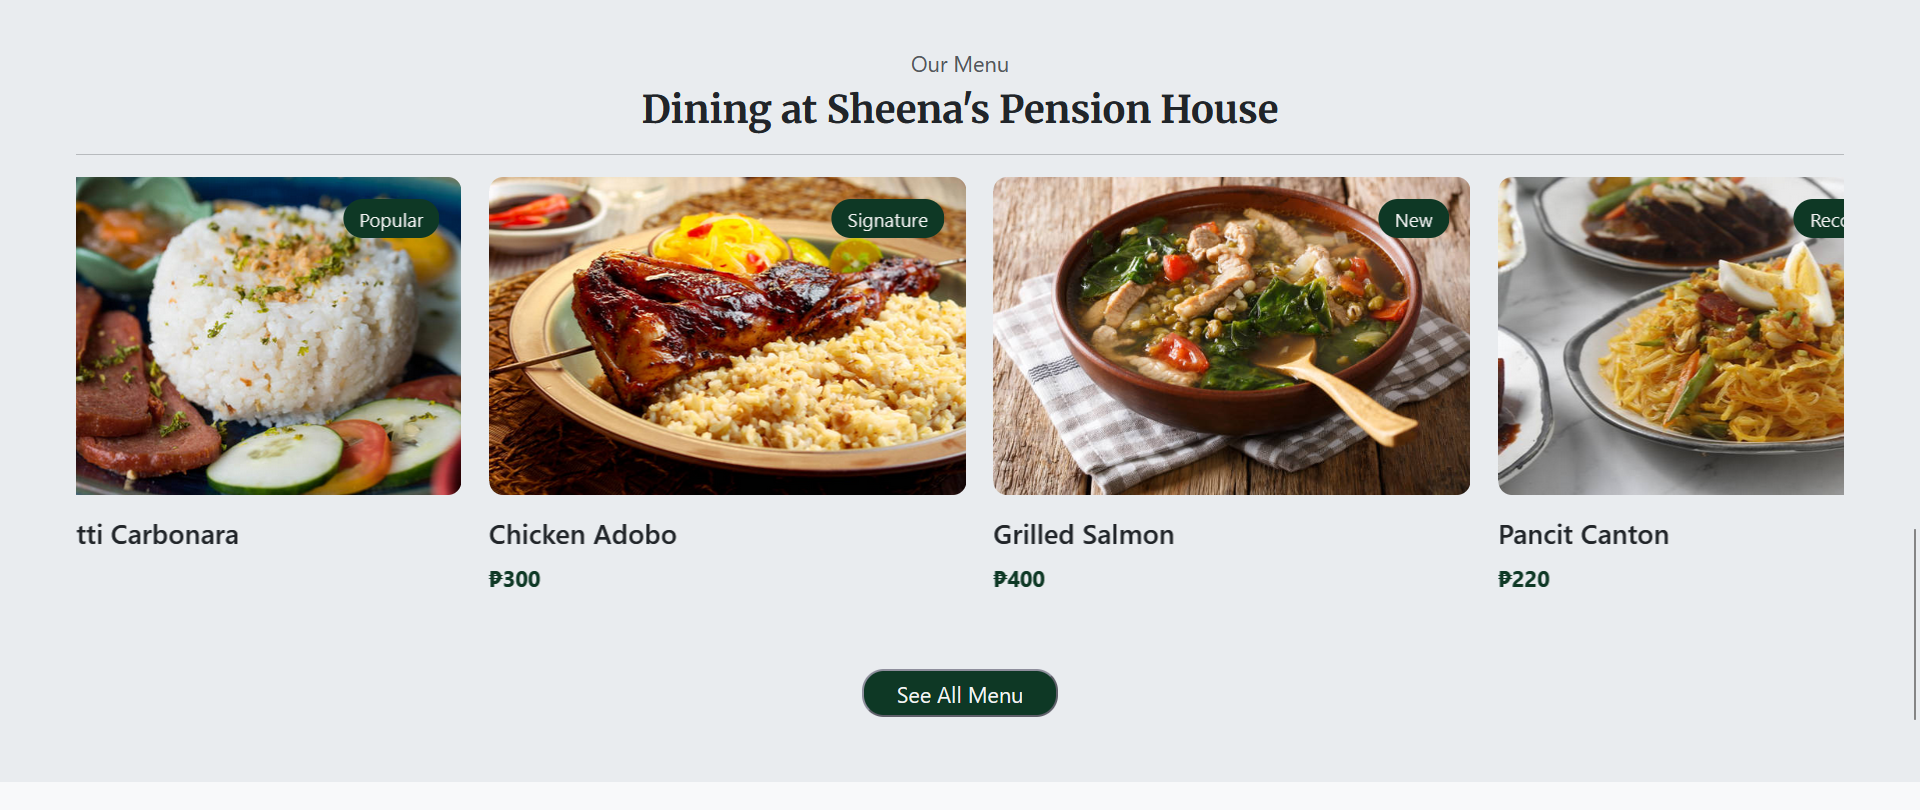 Our Menu
Dining at Sheena's Pension House
Popular
Signature
New
Reco
tti Carbonara
Chicken Adobo
Grilled Salmon
Pancit Canton
₱300
₱400
₱220
See All Menu